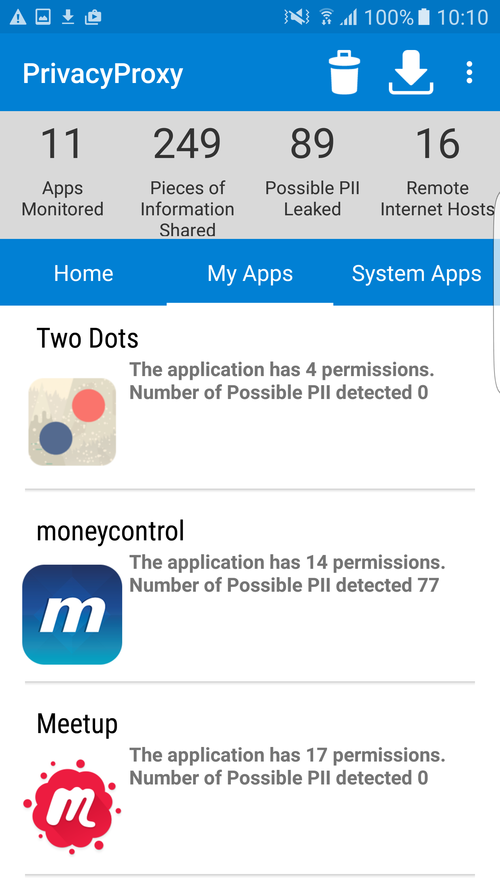 100% 10:10
PrivacyProxy
11 249 89 16
Apps Pieces of Possible PII Remote
Monitored Information Leaked Internet Hosts
Shared
Home My Apps System Apps
Two Dots
The application has 4 permissions.
Number of Possible PII detected 0
moneycontrol
The application has 14 permissions.
Number of Possible PII detected 77
m
Meetup
The application has 17 permissions.
Number of Possible PII detected 0
m